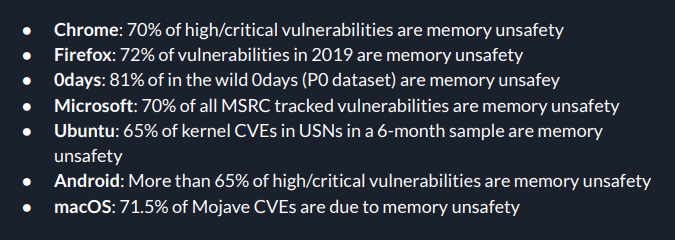 ● Chrome: 70% of high/critical vulnerabilities are memory unsafety
● Firefox: 72% of vulnerabilities in 2019 are memory unsafety
● 0days: 81% of in the wild 0days (P0 dataset) are memory unsafey
● Microsoft: 70% of all MSRC tracked vulnerabilities are memory unsafety
● Ubuntu: 65% of kernel CVEs in USNs in a 6-month sample are memory
unsafety
● Android: More than 65% of high/critical vulnerabilities are memory unsafety
● macOS: 71.5% of Mojave CVEs are due to memory unsafety